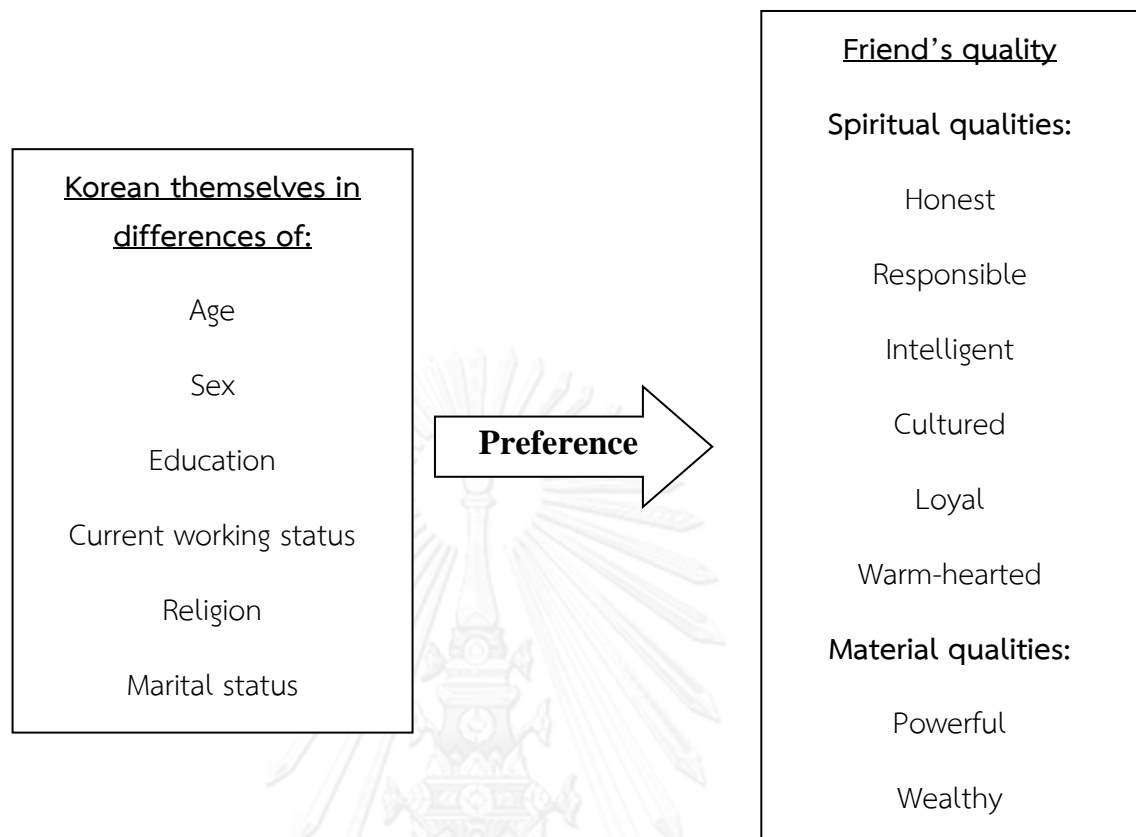 Korean themselves in
differences of:
Age
Sex
Education
Current working status
Religion
Marital status
Preference
Friend’s quality
Spiritual qualities:
Honest
Responsible
Intelligent
Cultured
Loyal
Warm-hearted
Material qualities:
Powerful
Wealthy